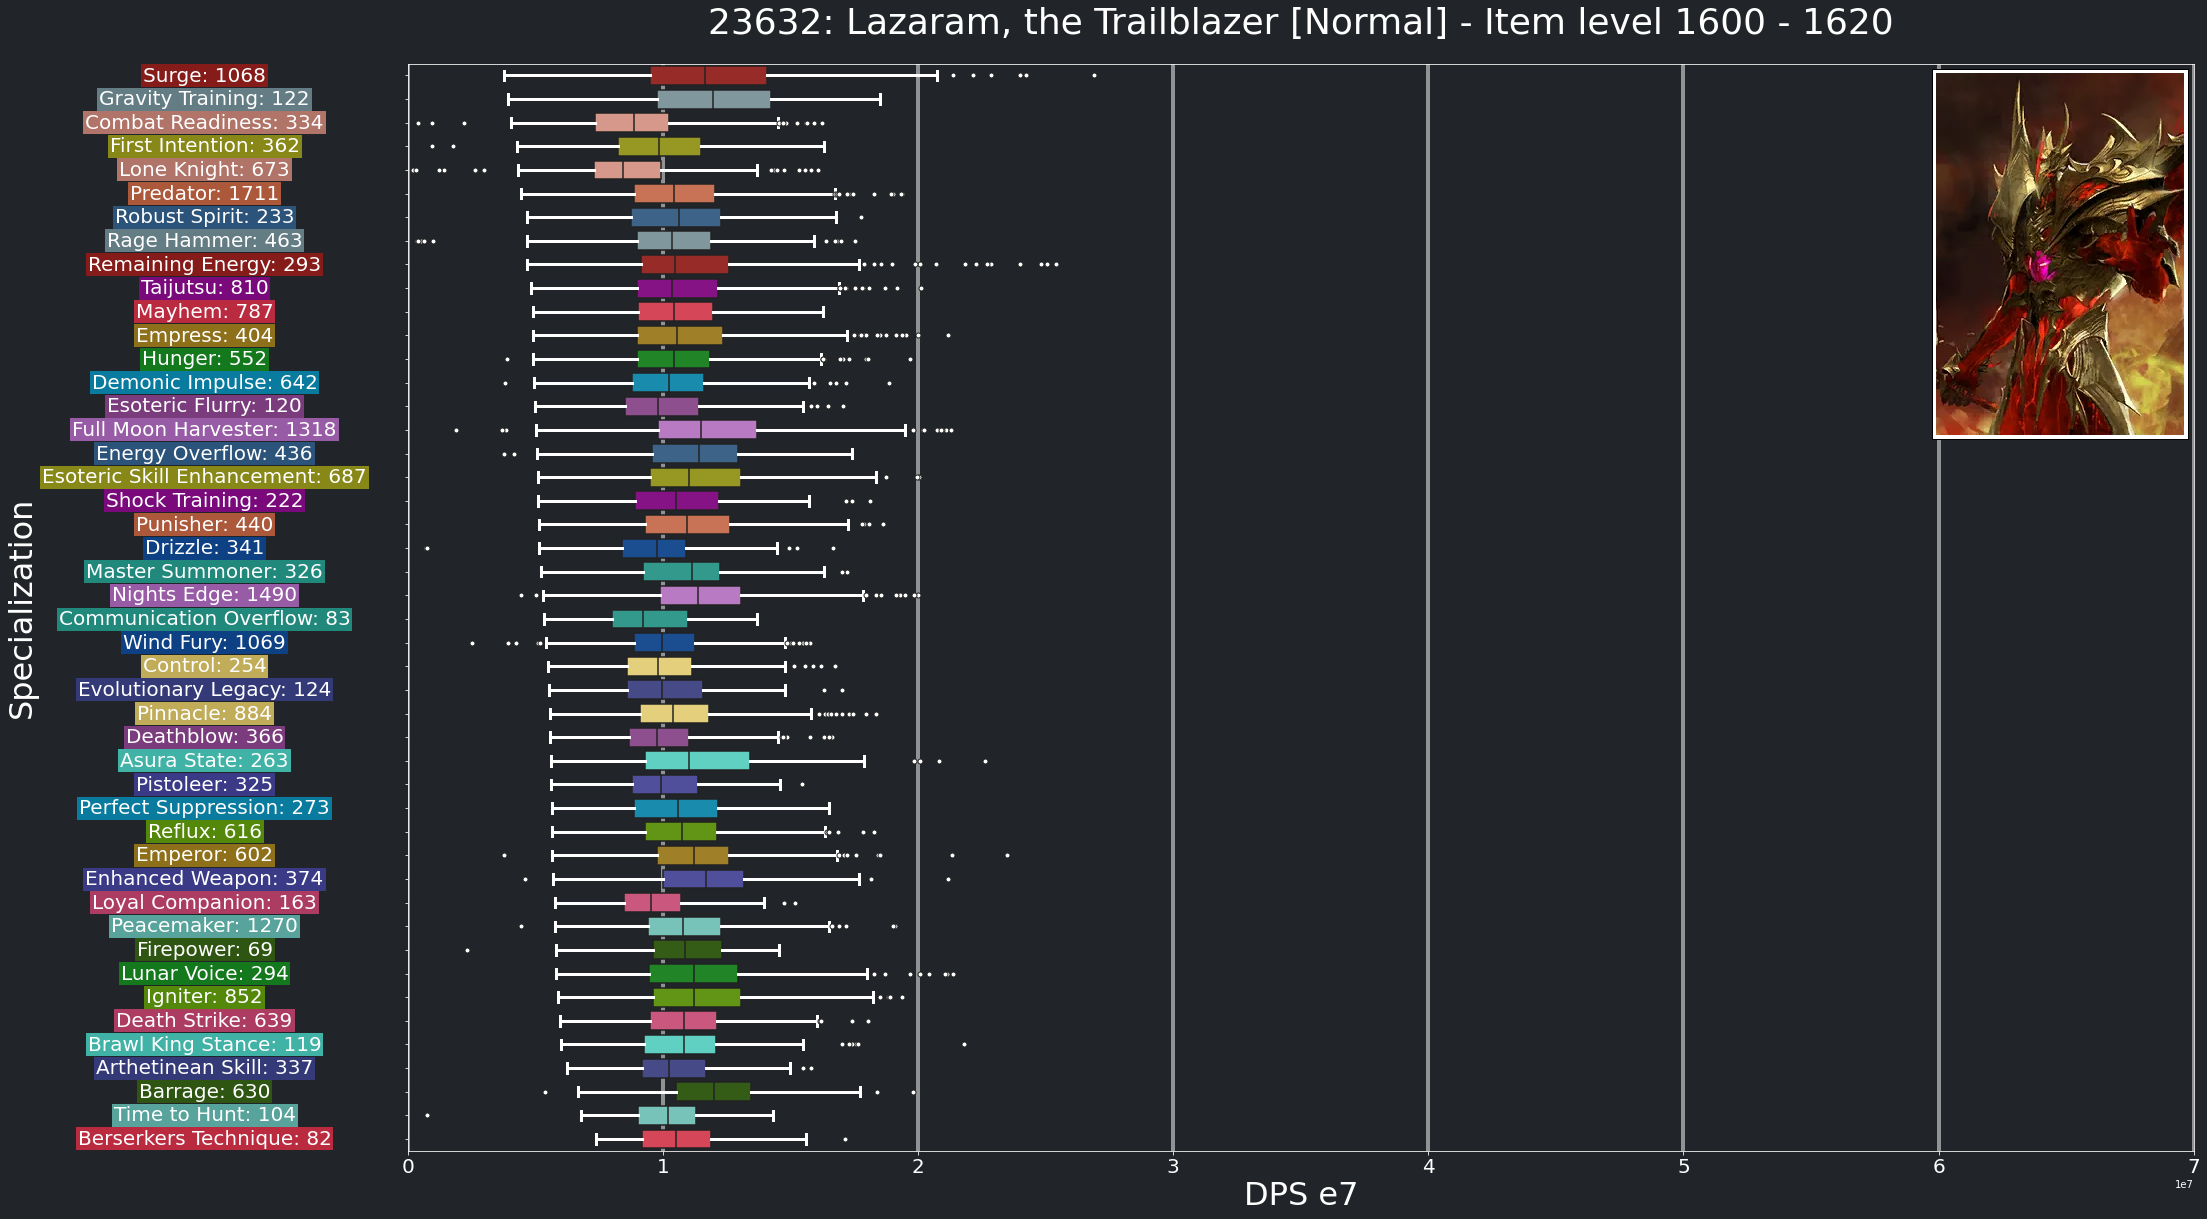 23632: Lazaram, the Trailblazer [Normal] - Item level 1600 - 1620
Surge: 1068
Gravity Training: 122
Combat Readiness: 334
First Intention: 362
Lone Knight: 673
Predator: 1711
Robust Spirit: 233
Rage Hammer: 463
Remaining Energy: 293
Taijutsu: 810
Mayhem: 787
Empress: 404
Hunger: 552
Demonic Impulse: 642
Esoteric Flurry: 120
Full Moon Harvester: 1318
Energy Overflow: 436
Esoteric Skill Enhancement: 687
Shock Training: 222
Punisher: 440
Drizzle: 341
Master Summoner: 326
Nights Edge: 1490
Communication Overflow: 83
Wind Fury: 1069
Control: 254
Evolutionary Legacy: 124
Pinnacle: 884
Deathblow: 366
Asura State: 263
Pistoleer: 325
Perfect Suppression: 273
Reflux: 616
Emperor: 602
Enhanced Weapon: 374
Loyal Companion: 163
Peacemaker: 1270
Firepower: 69
Lunar Voice: 294
Igniter: 852
Death Strike: 639
Brawl King Stance: 119
Arthetinean Skill: 337
Barrage: 630
Time to Hunt: 104
Berserkers Technique: 82
Specialization
0 1 2 3 4 5 6 7
1e7
DPS e7